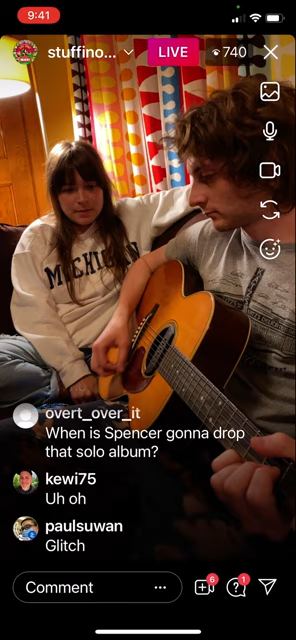 9:41
stuffino...
LIVE
740
MICHIGAN
overt_over_it
When is Spencer gonna drop
that solo album?
kewi75
Uh oh
paulsuwan
Glitch
Comment
6
1